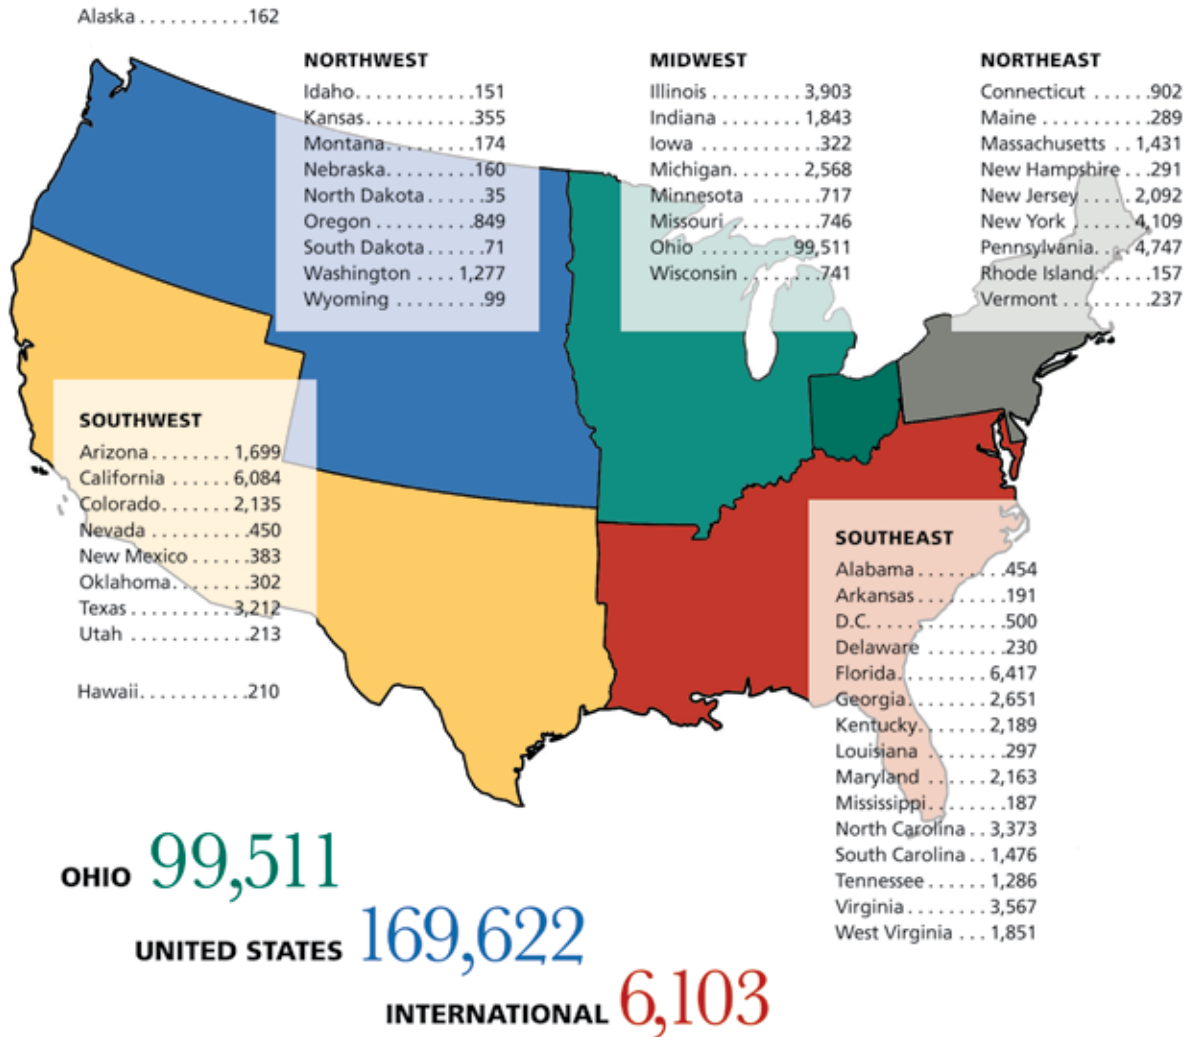 Alaska . . . . . . . . . . .162
NORTHWEST
Idaho. . . . . . . . . . . .151
Kansas. . . . . . . . . . .355
Montana. . . . . . . . .174
Nebraska. . . . . . . . .160
North Dakota . . . . . .35
Oregon . . . . . . . . . .849
South Dakota . . . . . .71
Washington . . . . 1,277
Wyoming . . . . . . . . .99
MIDWEST
Illinois . . . . . . . . . 3,903
Indiana . . . . . . . . 1,843
Iowa . . . . . . . . . . . .322
Michigan. . . . . . . 2,568
Minnesota . . . . . . . .717
Missouri . . . . . . . . .746
Ohio . . . . . . . . . 99,511
Wisconsin . . . . . . . .741
NORTHEAST
Connecticut . . . . . .902
Maine . . . . . . . . . . .289
Massachusetts . . 1,431
New Hampshire . . .291
New Jersey . . . . . 2,092
New York . . . . . . 4,109
Pennsylvania. . . . 4,747
Rhode Island. . . . . .157
Vermont . . . . . . . . .237
SOUTHWEST
Arizona . . . . . . . . 1,699
California . . . . . . 6,084
Colorado. . . . . . . 2,135
Nevada . . . . . . . . . .450
New Mexico . . . . . .383
Oklahoma. . . . . . . .302
Texas . . . . . . . . . . 3,212
Utah . . . . . . . . . . . .213
Hawaii. . . . . . . . . . .210
SOUTHEAST
Alabama . . . . . . . . .454
Arkansas . . . . . . . . .191
D.C. . . . . . . . . . . . .500
Delaware . . . . . . . .230
Florida. . . . . . . . . 6,417
Georgia. . . . . . . . 2,651
Kentucky. . . . . . . 2,189
Louisiana . . . . . . . .297
Maryland . . . . . . 2,163
Mississippi . . . . . . . .187
North Carolina . . 3,373
South Carolina . . 1,476
Tennessee . . . . . . 1,286
Virginia . . . . . . . . 3,567
West Virginia . . . 1,851
OHIO 99,511
UNITED STATES 169,622
INTERNATIONAL 6,103